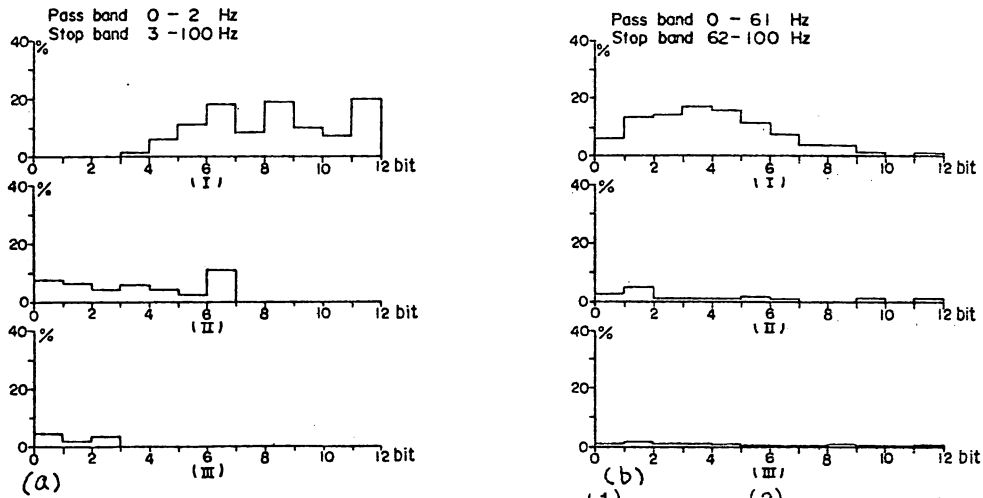 Pass band 0 - 2 Hz
Stop band 3 - 100 Hz
40 %
20
0
0 2 4 6 8 10 12 bit
(I)
40 %
20
0
0 2 4 6 8 10 12 bit
(II)
40 %
20
0
0 2 4 6 8 10 12 bit
(III)
(a)
Pass band 0 - 61 Hz
Stop band 62 - 100 Hz
40 %
20
0
0 2 4 6 8 10 12 bit
(I)
40 %
20
0
0 2 4 6 8 10 12 bit
(II)
40 %
20
0
0 2 4 6 8 10 12 bit
(III)
(b)
(1) (2)